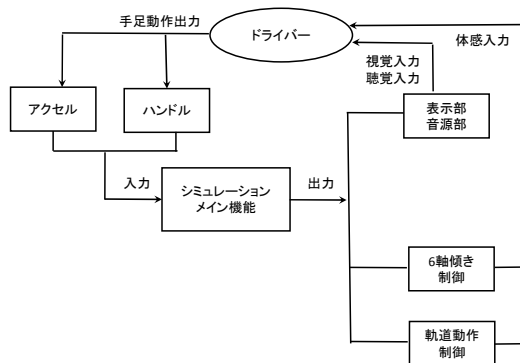 手足動作出力
ドライバー
体感入力
視覚入力
聴覚入力
アクセル
ハンドル
表示部
音源部
入力
シミュレーション
メイン機能
出力
6軸傾き
制御
軌道動作
制御